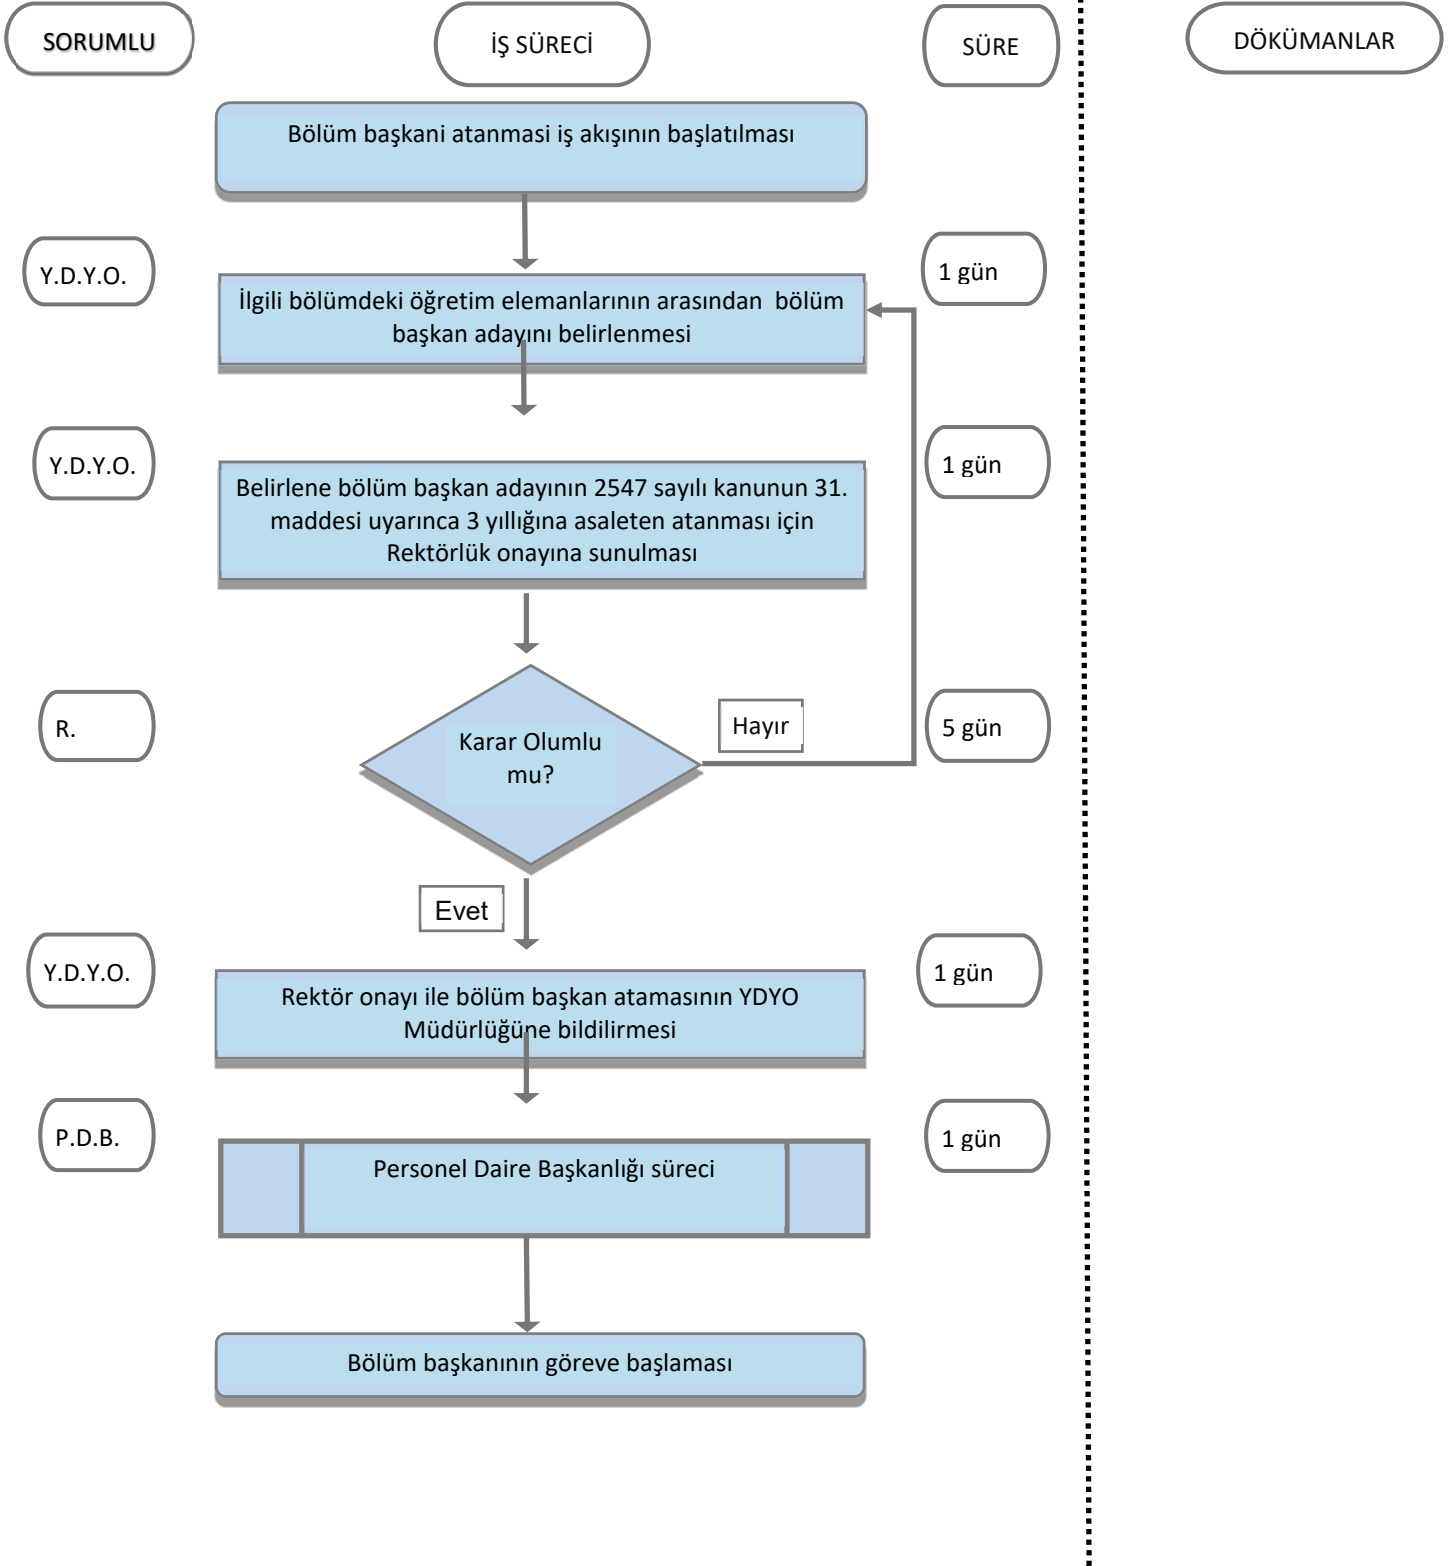 SORUMLU
İŞ SÜRECİ
SÜRE
DÖKÜMANLAR
Bölüm başkani atanmasi iş akışının başlatılması
Y.D.Y.O.
İlgili bölümdeki öğretim elemanlarının arasından bölüm
başkan adayını belirlenmesi
1 gün
Y.D.Y.O.
Belirlene bölüm başkan adayının 2547 sayılı kanunun 31.
maddesi uyarınca 3 yıllığına asaleten atanması için
Rektörlük onayına sunulması
1 gün
R.
Karar Olumlu
mu?
Hayır
5 gün
Evet
Y.D.Y.O.
Rektör onayı ile bölüm başkan atamasının YDYO
Müdürlüğüne bildilirmesi
1 gün
P.D.B.
Personel Daire Başkanlığı süreci
1 gün
Bölüm başkanının göreve başlaması